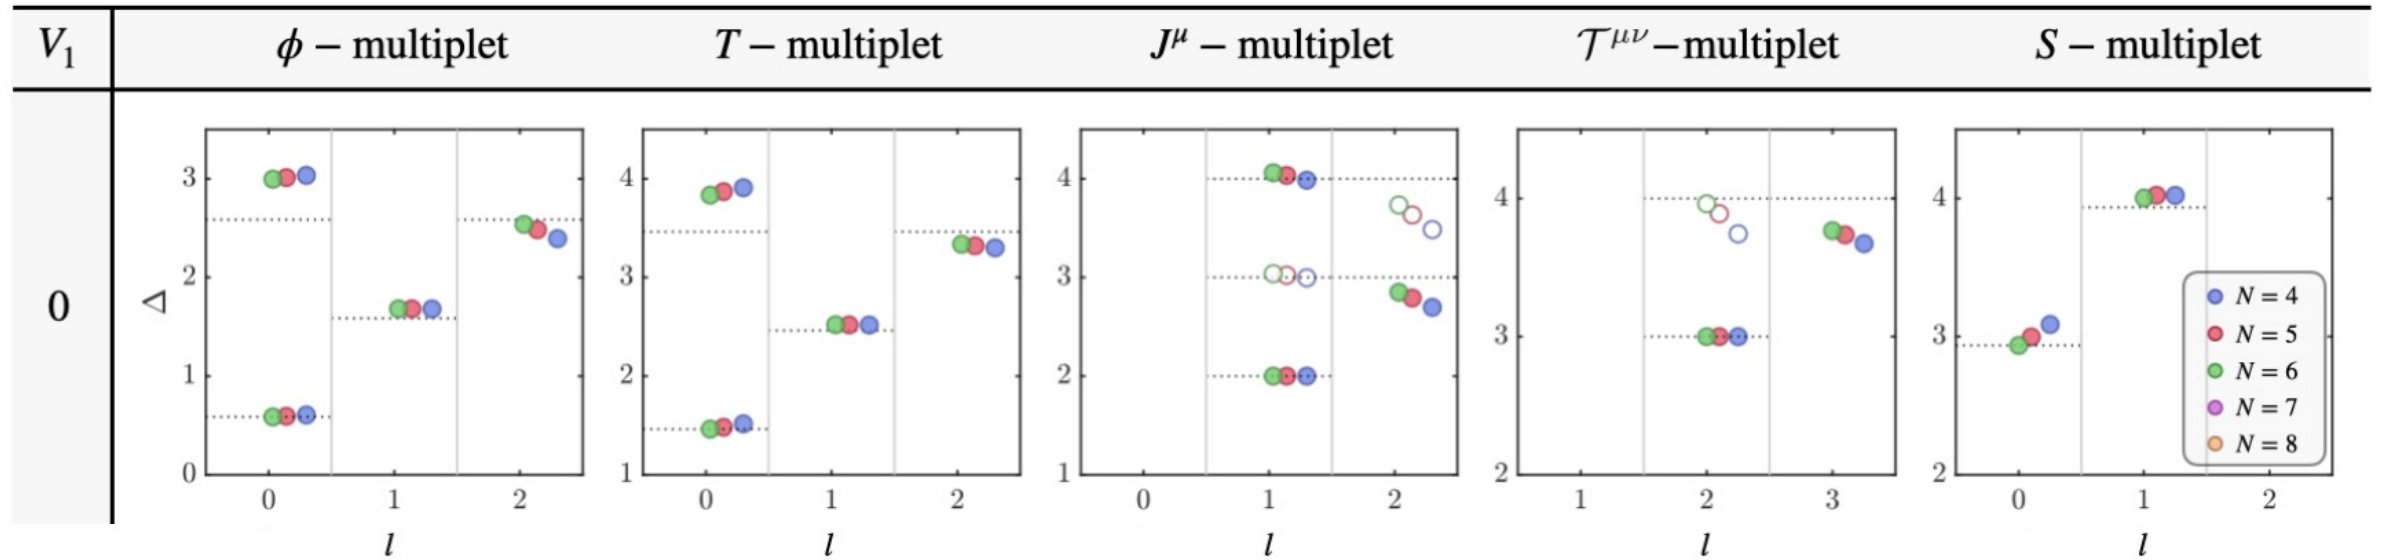 V₁ ϕ – multiplet T – multiplet J^μ – multiplet 𝒯^μν – multiplet S – multiplet
0
Δ
3
2
1
0
0 1 2
l
4
3
2
1
0 1 2
l
4
3
2
1
0 1 2
l
4
3
2
1 2 3
l
4
3
2
0 1 2
l
N = 4
N = 5
N = 6
N = 7
N = 8